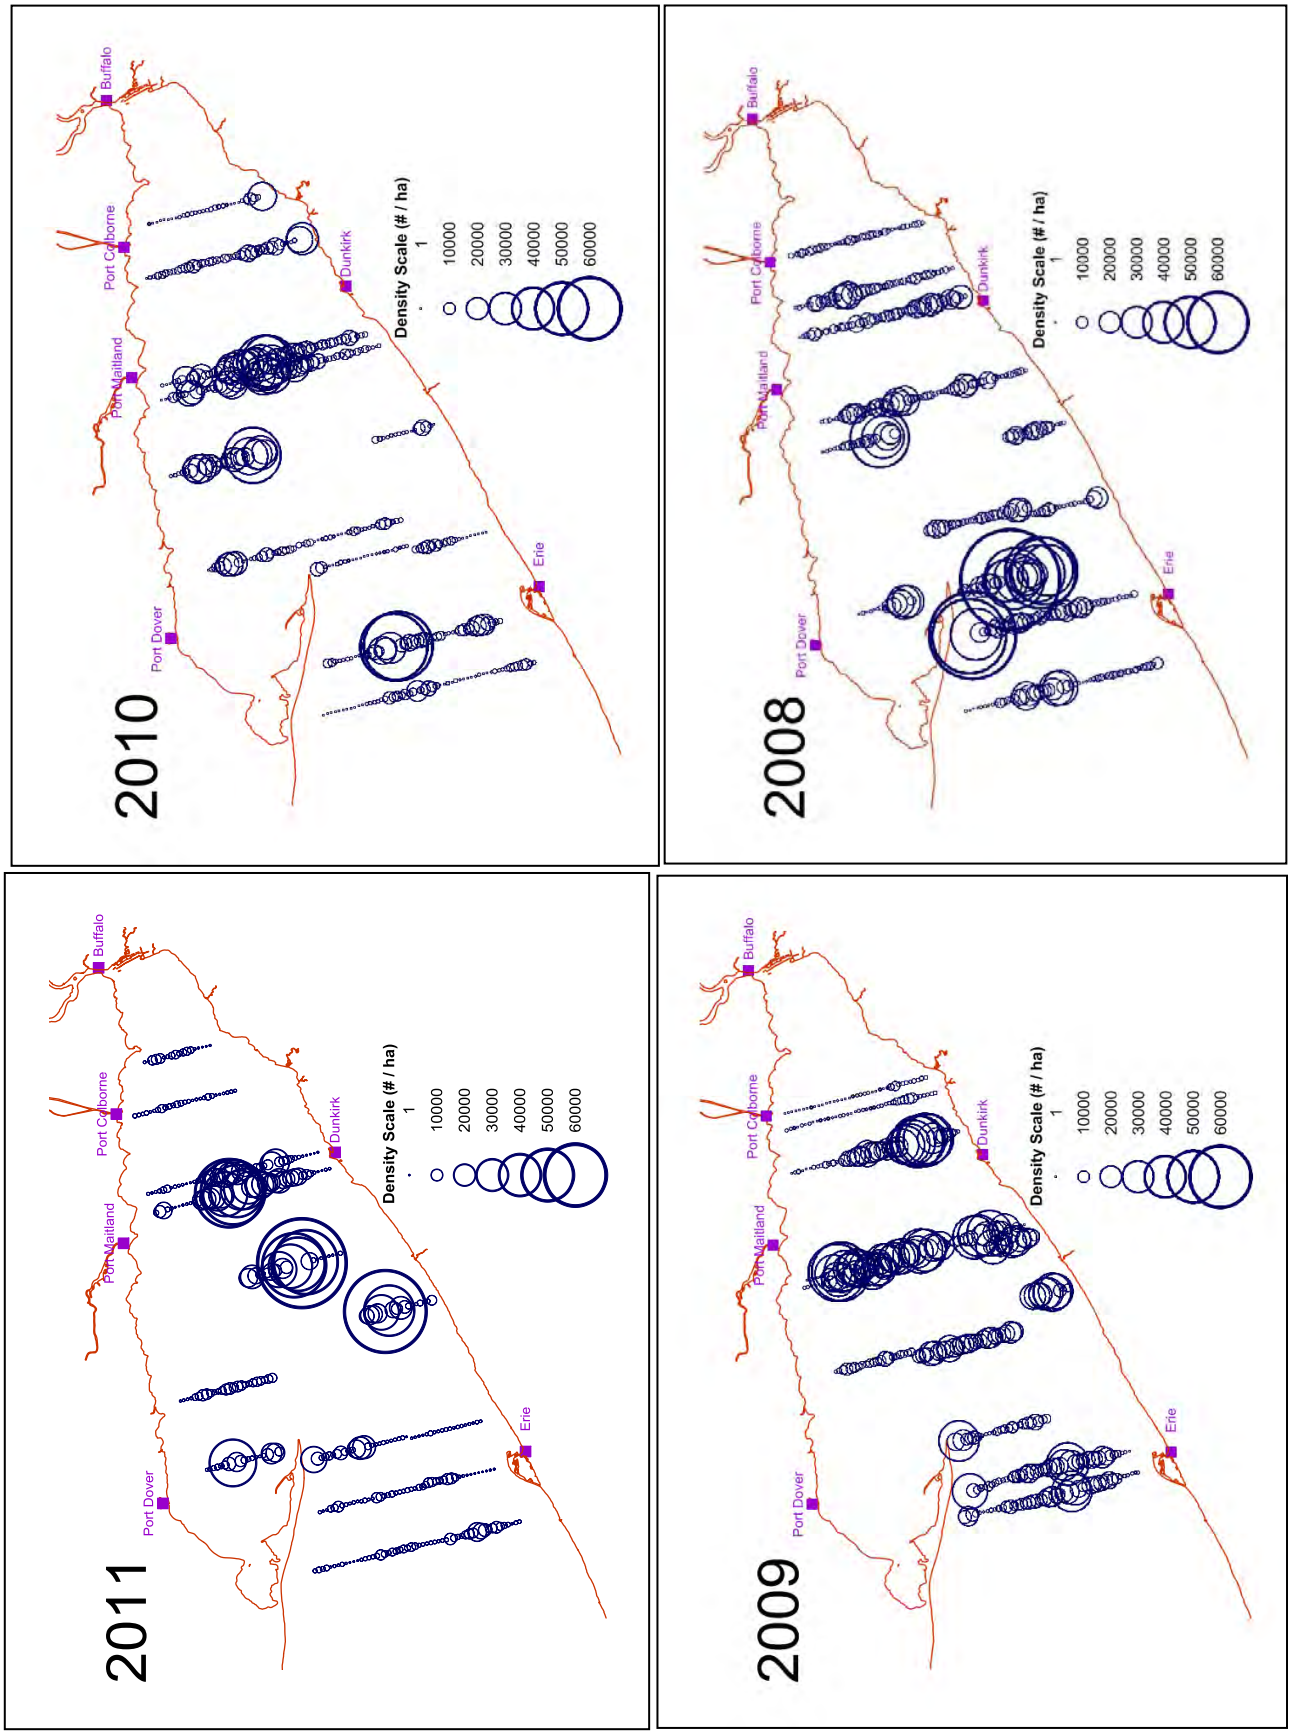 2010
Port Dover
Port Maitland
Port Colborne
Buffalo
Dunkirk
Erie
Density Scale (# / ha)
1
10000
20000
30000
40000
50000
60000
2008
Port Dover
Port Maitland
Port Colborne
Buffalo
Dunkirk
Erie
Density Scale (# / ha)
1
10000
20000
30000
40000
50000
60000
2011
Port Dover
Port Maitland
Port Colborne
Buffalo
Dunkirk
Erie
Density Scale (# / ha)
1
10000
20000
30000
40000
50000
60000
2009
Port Dover
Port Maitland
Port Colborne
Buffalo
Dunkirk
Erie
Density Scale (# / ha)
1
10000
20000
30000
40000
50000
60000